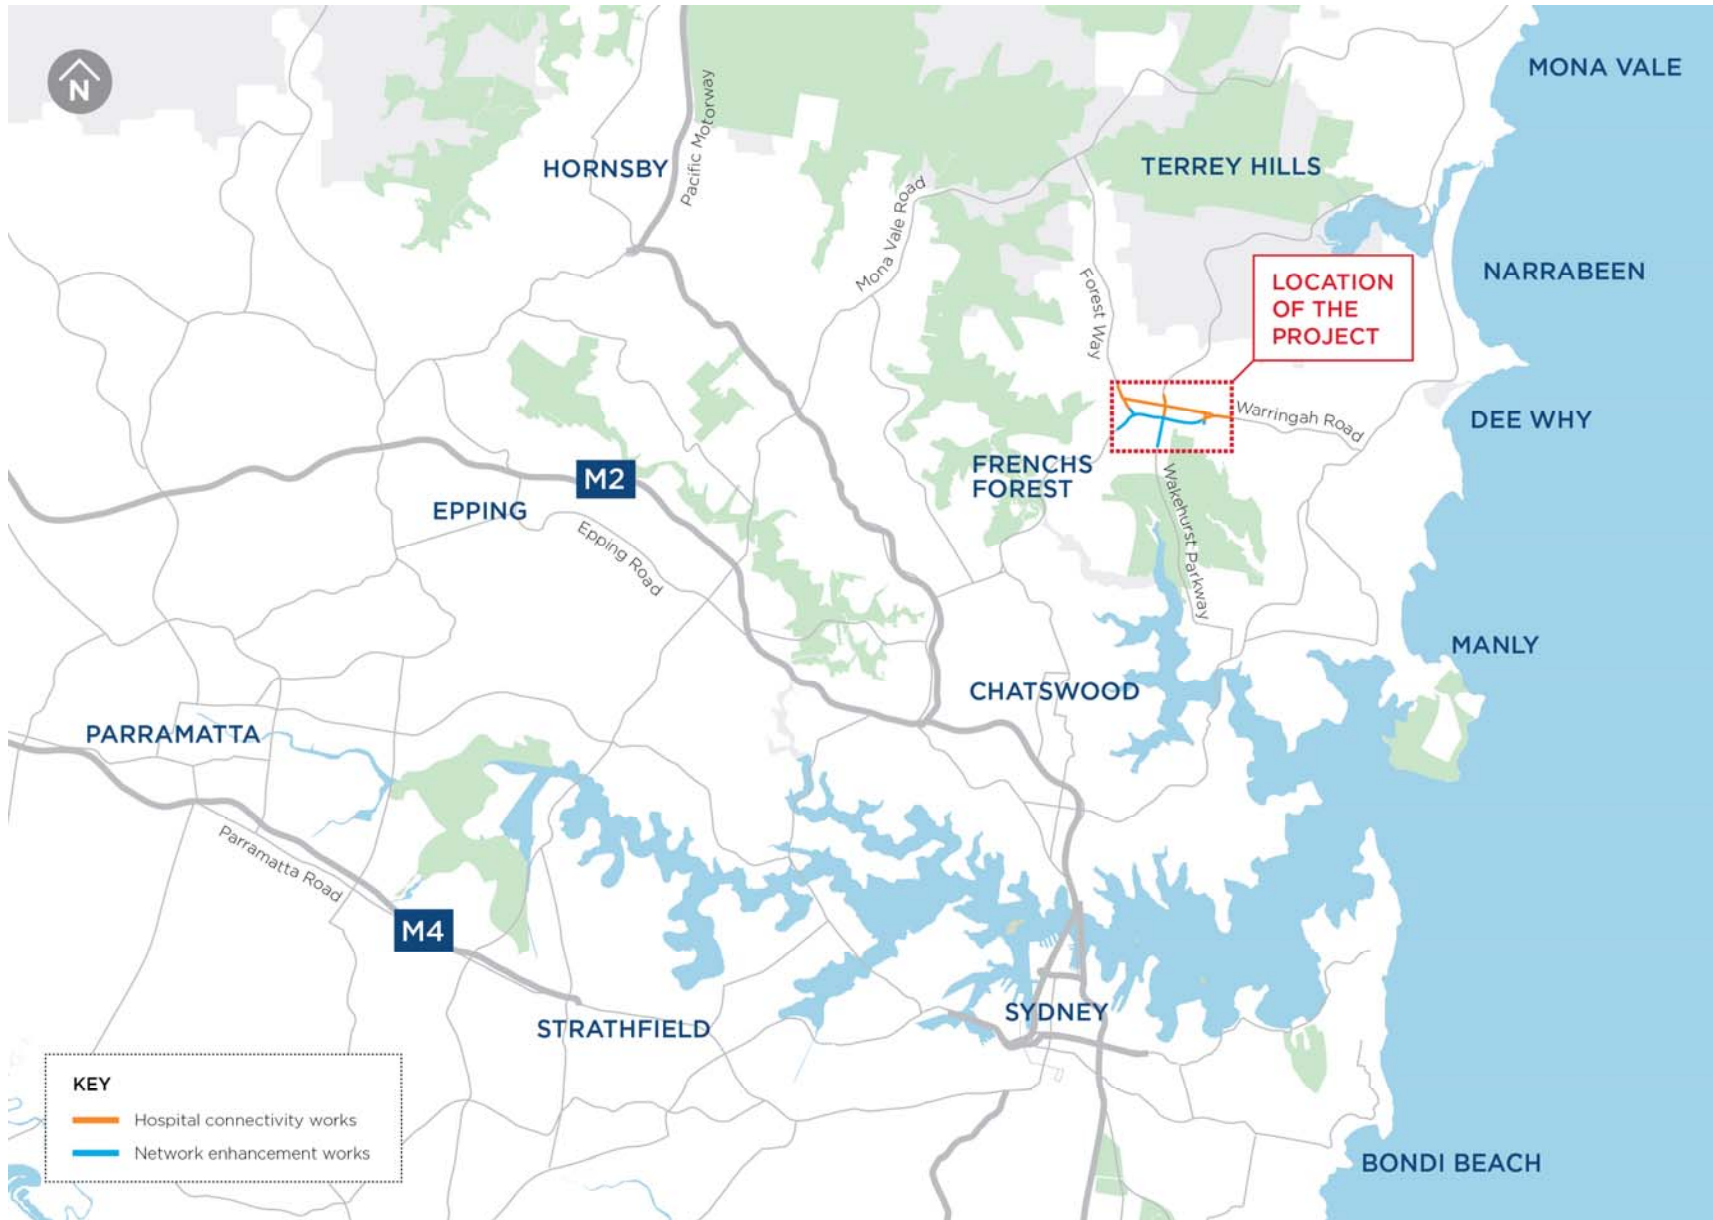 MONA VALE
N
HORNSBY
Pacific Motorway
TERREY HILLS
Mona Vale Road
NARRABEEN
Forest Way
LOCATION
OF THE
PROJECT
Warringah Road
DEE WHY
FRENCHS
FOREST
M2
EPPING
Epping Road
Wakehurst Parkway
MANLY
CHATSWOOD
PARRAMATTA
Parramatta Road
M4
SYDNEY
STRATHFIELD
KEY
Hospital connectivity works
Network enhancement works
BONDI BEACH